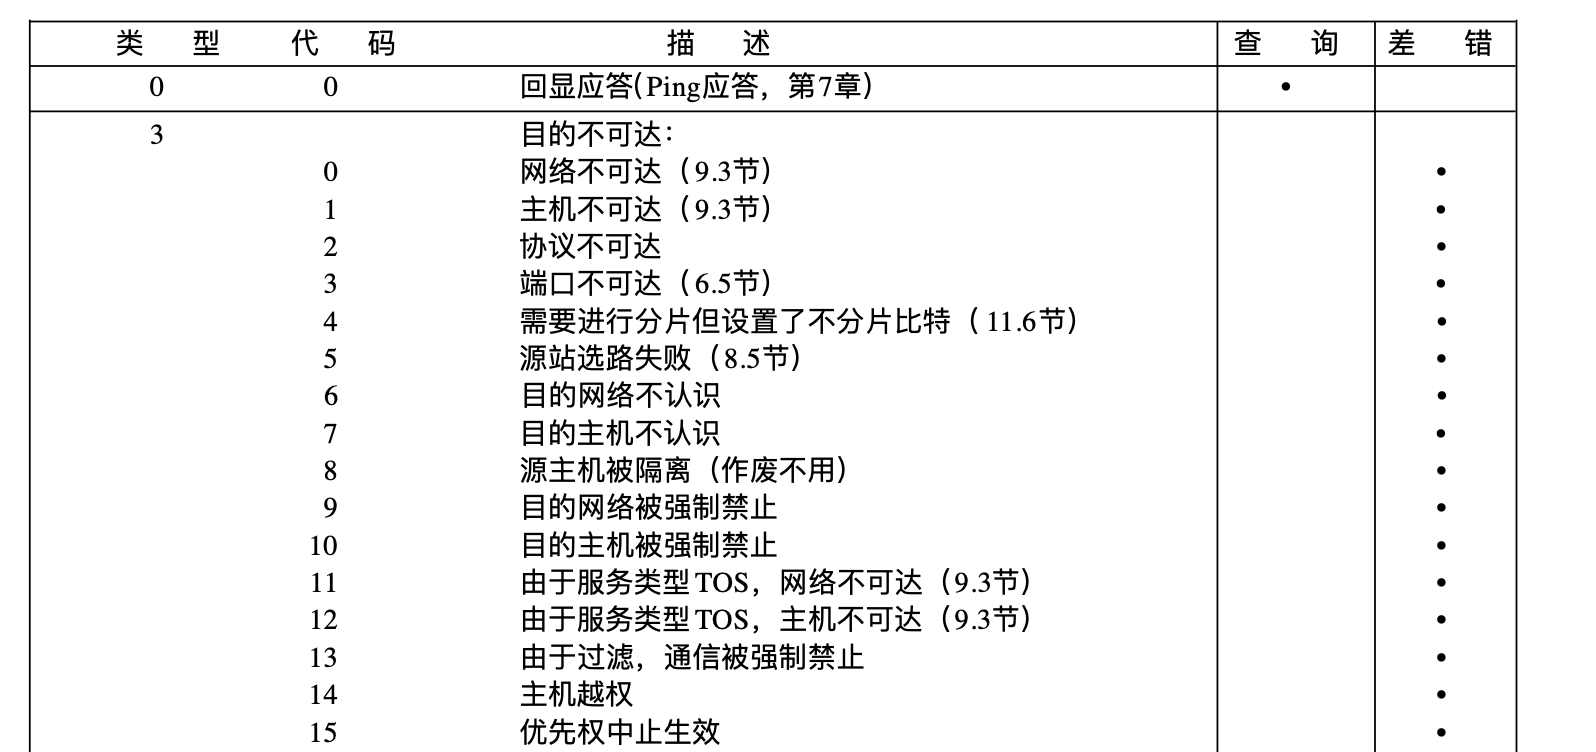 类 型 代 码 描 述 查 询 差 错
0 0 回显应答(Ping应答，第7章) •
3 目的不可达：
0 网络不可达（9.3节） •
1 主机不可达（9.3节） •
2 协议不可达 •
3 端口不可达（6.5节） •
4 需要进行分片但设置了不分片比特（11.6节） •
5 源站选路失败（8.5节） •
6 目的网络不认识 •
7 目的主机不认识 •
8 源主机被隔离（作废不用） •
9 目的网络被强制禁止 •
10 目的主机被强制禁止 •
11 由于服务类型TOS，网络不可达（9.3节） •
12 由于服务类型TOS，主机不可达（9.3节） •
13 由于过滤，通信被强制禁止 •
14 主机越权 •
15 优先权中止生效 •